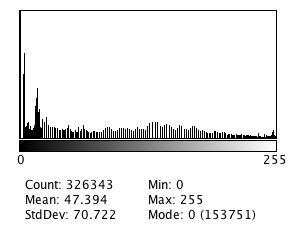 0 255
Count: 326343 Min: 0
Mean: 47.394 Max: 255
StdDev: 70.722 Mode: 0 (153751)